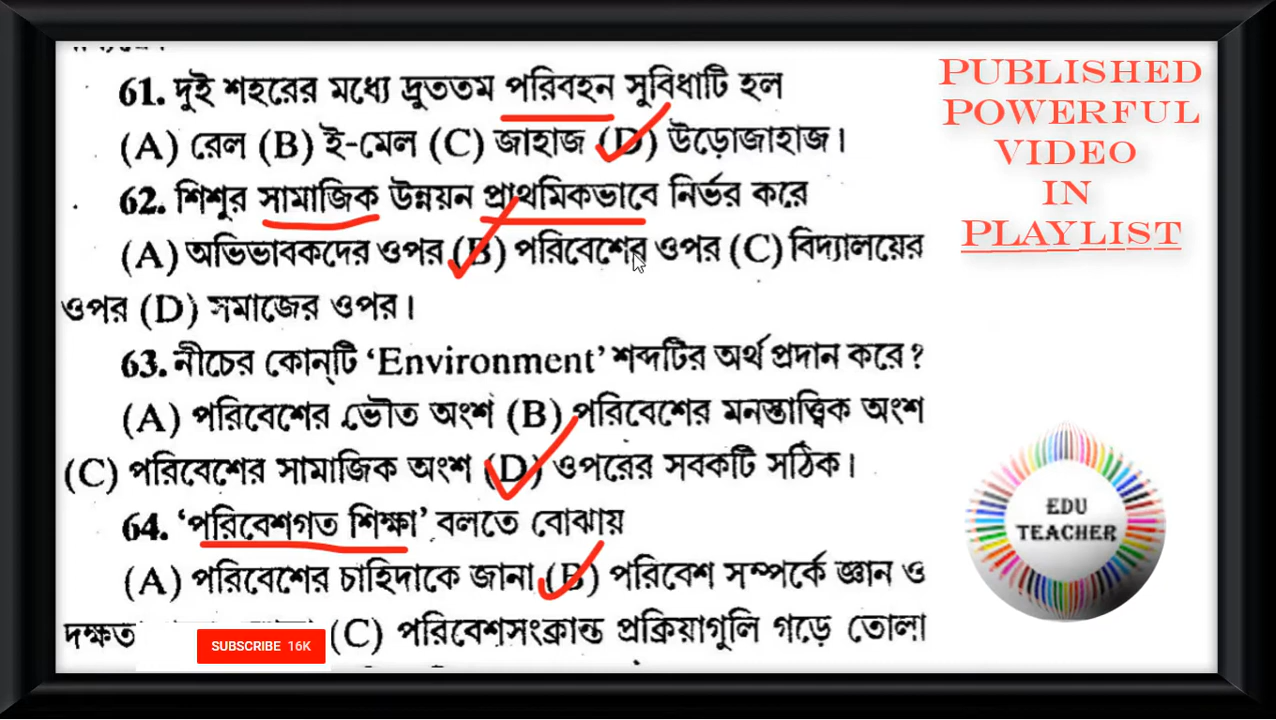 61. দুই শহরের মধ্যে দ্রুততম পরিবহন সুবিধাটি হল
(A) রেল (B) ই-মেল (C) জাহাজ (D) উড়োজাহাজ।
62. শিশুর সামাজিক উন্নয়ন প্রাথমিকভাবে নির্ভর করে
(A) অভিভাবকদের ওপর (B) পরিবেশের ওপর (C) বিদ্যালয়ের
ওপর (D) সমাজের ওপর।
63. নীচের কোন্‌টি ‘Environment’ শব্দটির অর্থ প্রদান করে?
(A) পরিবেশের ভৌত অংশ (B) পরিবেশের মনস্তাত্ত্বিক অংশ
(C) পরিবেশের সামাজিক অংশ (D) ওপরের সবকটি সঠিক।
64. ‘পরিবেশগত শিক্ষা’ বলতে বোঝায়
(A) পরিবেশের চাহিদাকে জানা (B) পরিবেশ সম্পর্কে জ্ঞান ও
(C) পরিবেশসংক্রান্ত প্রক্রিয়াগুলি গড়ে তোলা
SUBSCRIBE 16K
PUBLISHED
POWERFUL
VIDEO
IN
PLAYLIST
EDU
TEACHER